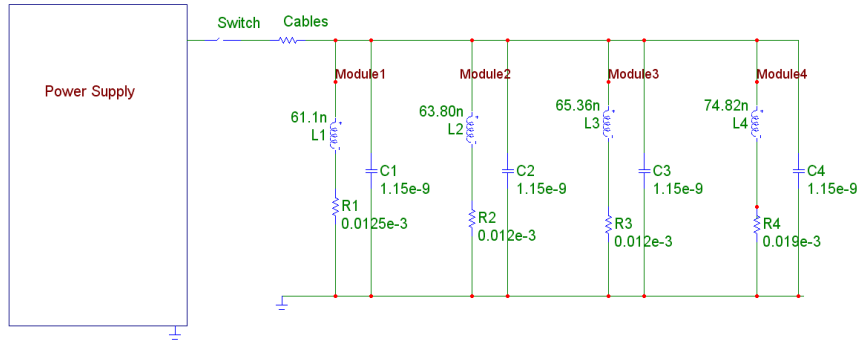 Switch
Cables
Power Supply
Module1
Module2
Module3
Module4
61.1n
L1
63.80n
L2
65.36n
L3
74.82n
L4
C1
1.15e-9
C2
1.15e-9
C3
1.15e-9
C4
1.15e-9
R1
0.0125e-3
R2
0.012e-3
R3
0.012e-3
R4
0.019e-3